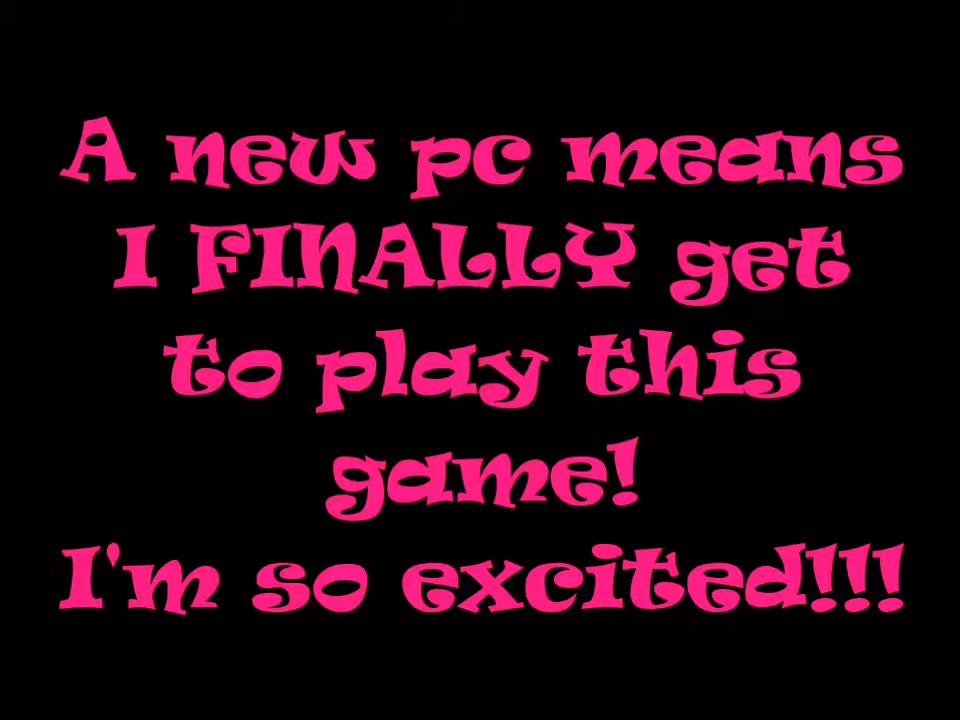 A new pc means
I FINALLY get
to play this
game!
I'm so excited!!!